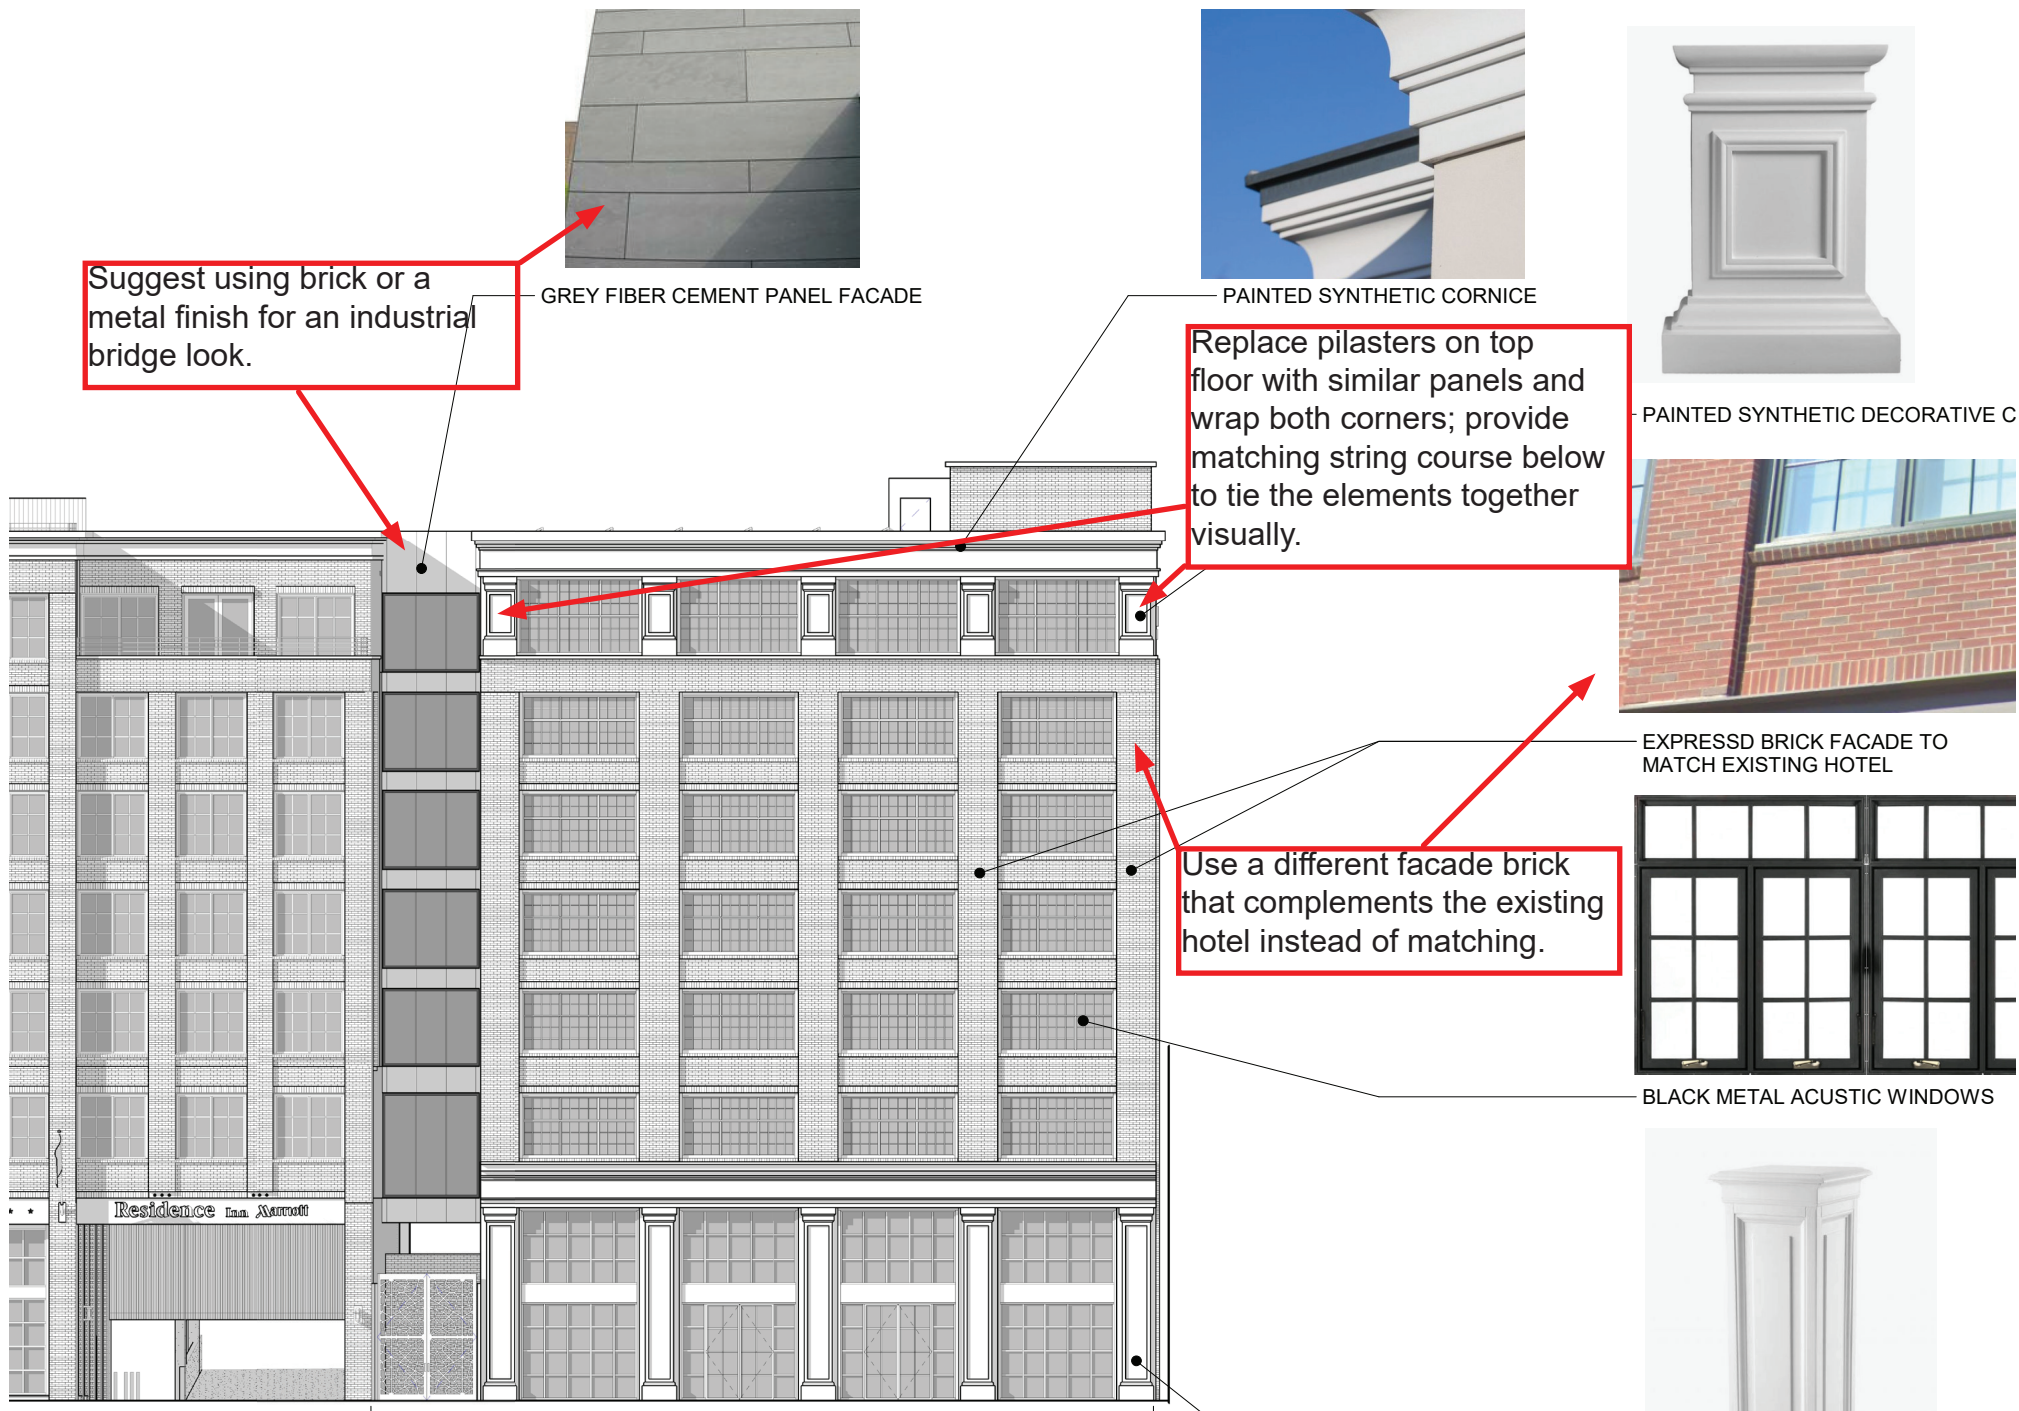 Suggest using brick or a
metal finish for an industrial
bridge look.
GREY FIBER CEMENT PANEL FACADE
PAINTED SYNTHETIC CORNICE
Replace pilasters on top
floor with similar panels and
wrap both corners; provide
matching string course below
to tie the elements together
visually.
PAINTED SYNTHETIC DECORATIVE C
EXPRESSD BRICK FACADE TO
MATCH EXISTING HOTEL
Use a different facade brick
that complements the existing
hotel instead of matching.
BLACK METAL ACUSTIC WINDOWS
Residence Inn Marriott